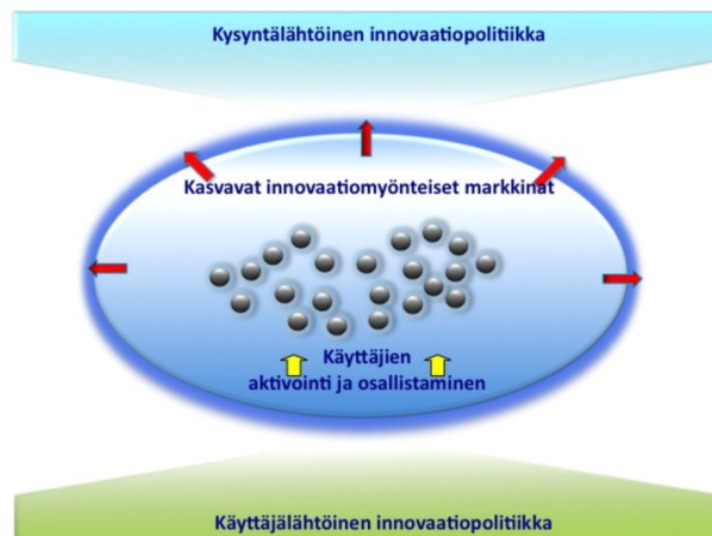 Kysyntälähtöinen innovaatiopolitiikka
Kasvavat innovaatiomyönteiset markkinat
Käyttäjien
aktivointi ja osallistaminen
Käyttäjälähtöinen innovaatiopolitiikka